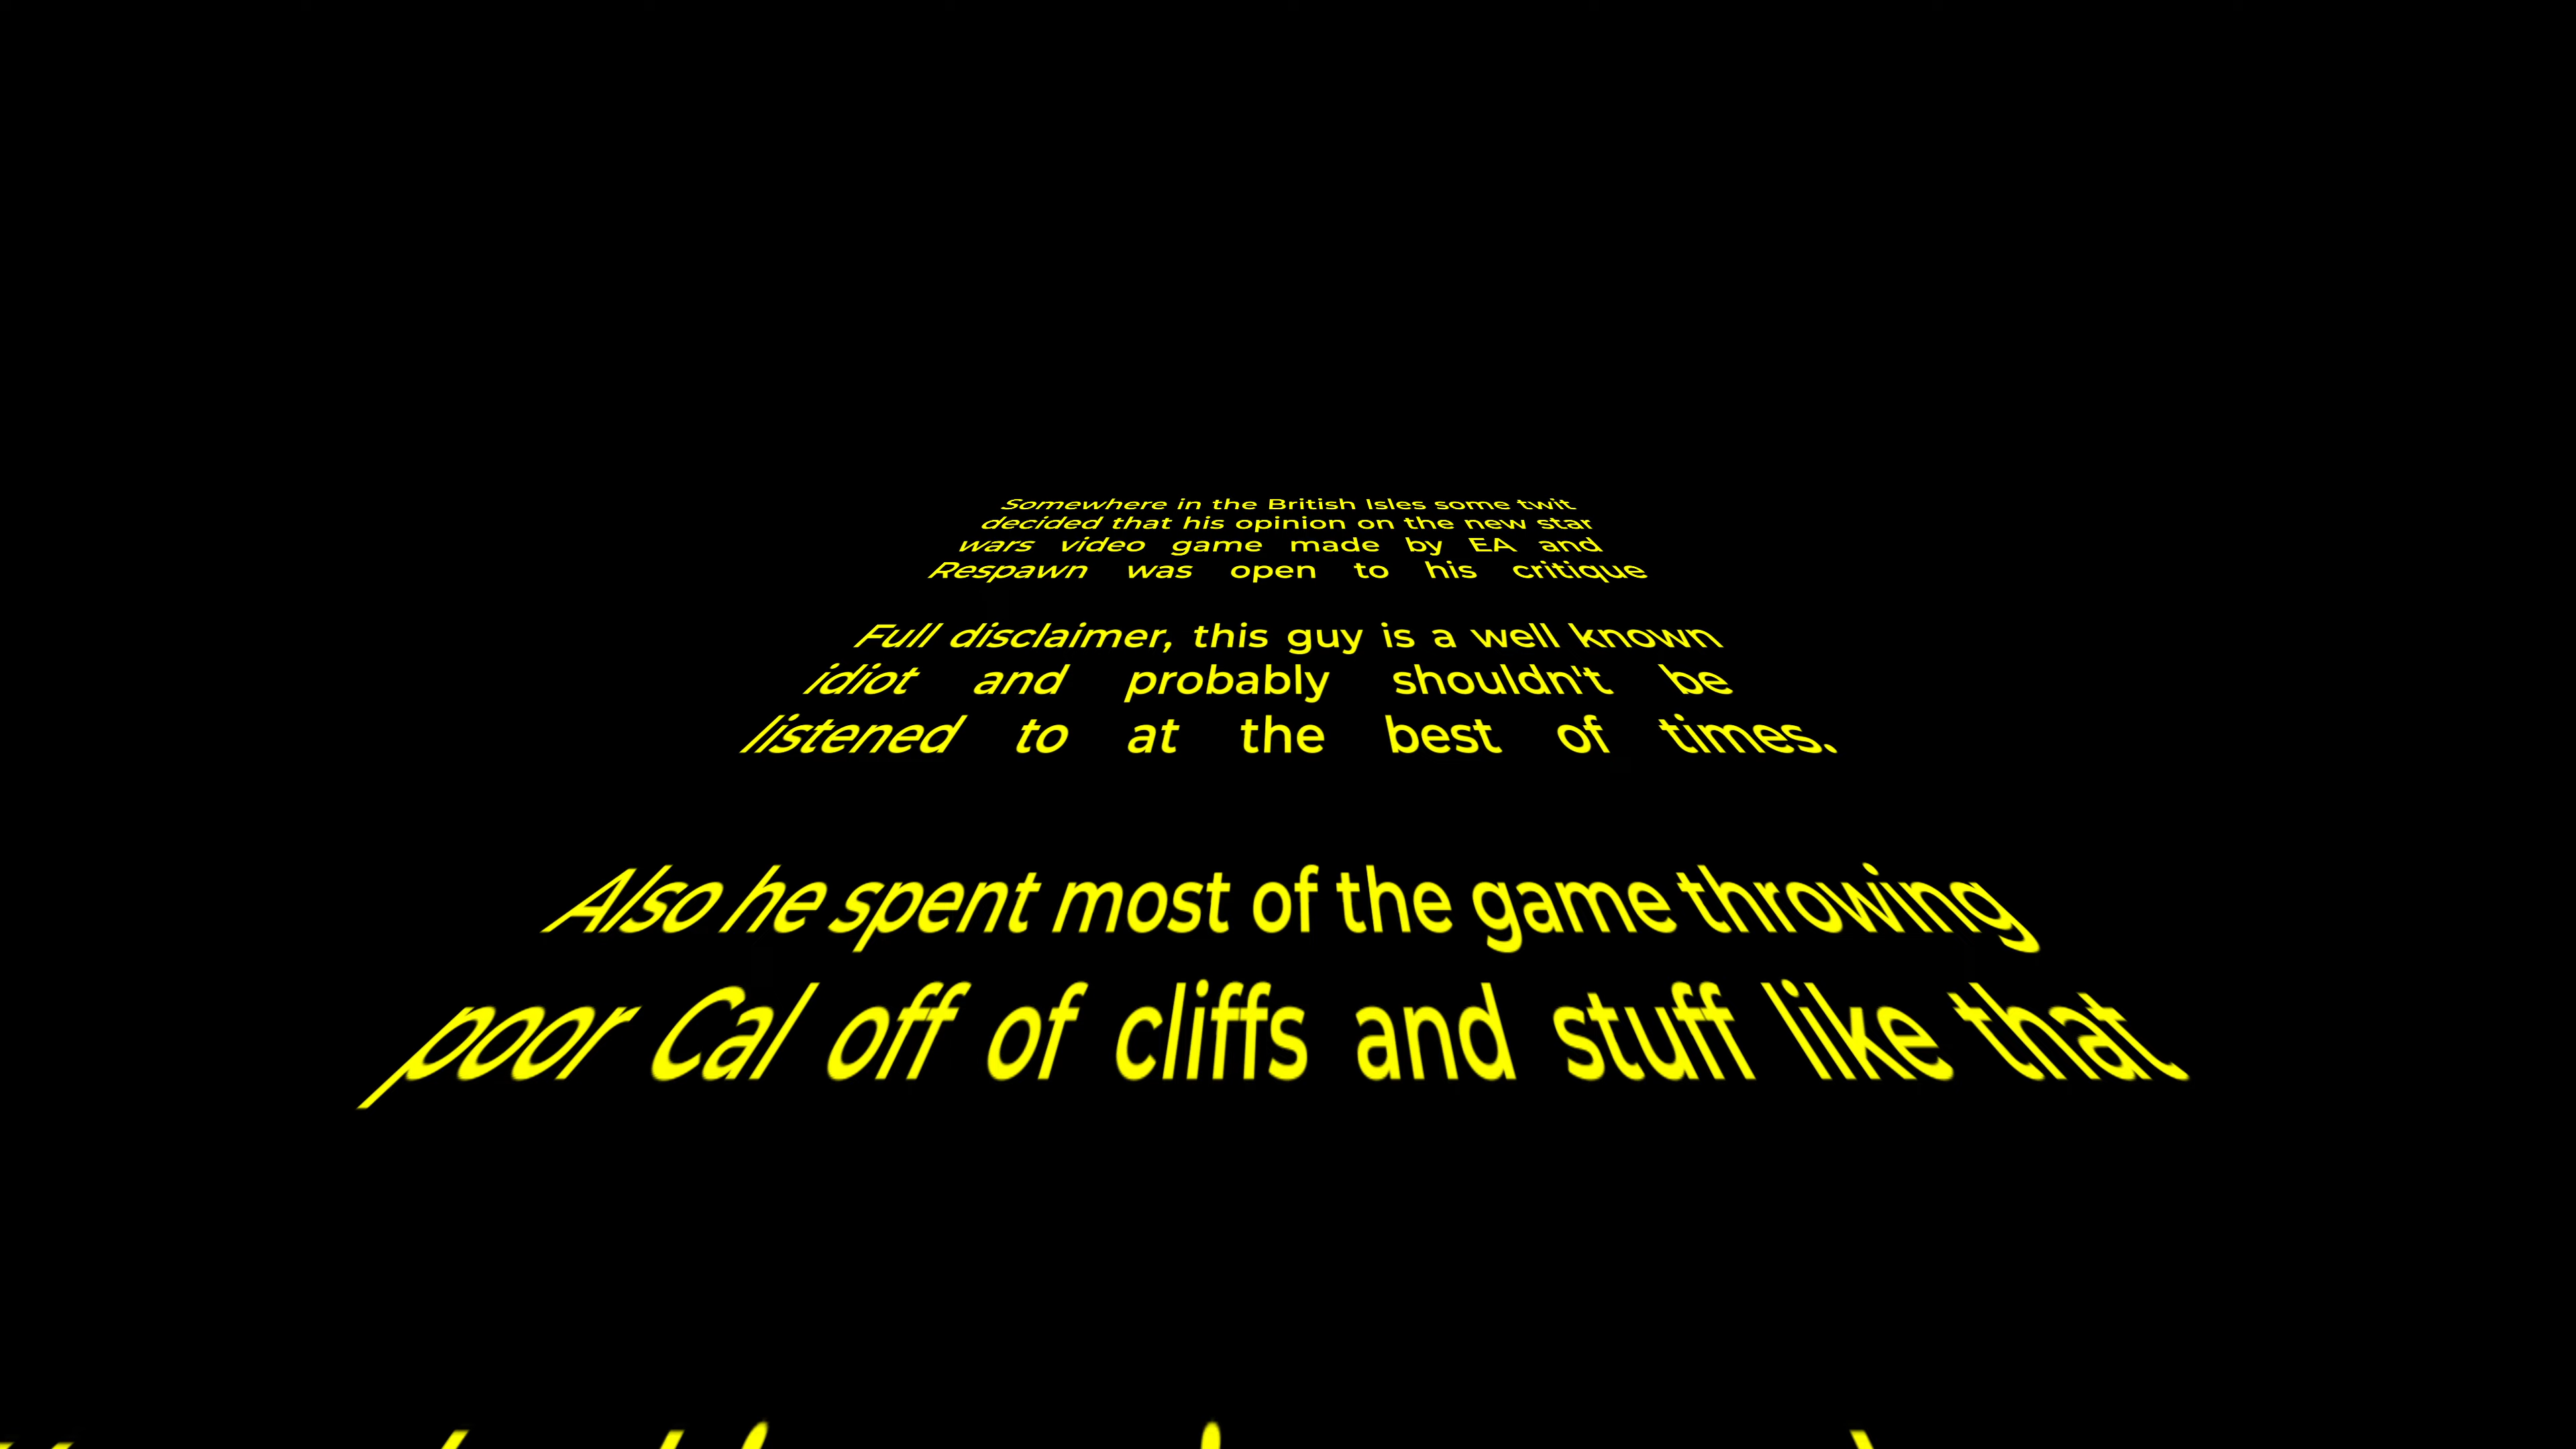 Somewhere in the British Isles some twit
decided that his opinion on the new star
wars video game made by EA and
Respawn was open to his critique
Full disclaimer, this guy is a well known
idiot and probably shouldn't be
listened to at the best of times.
Also he spent most of the game throwing
poor Cal off of cliffs and stuff like that